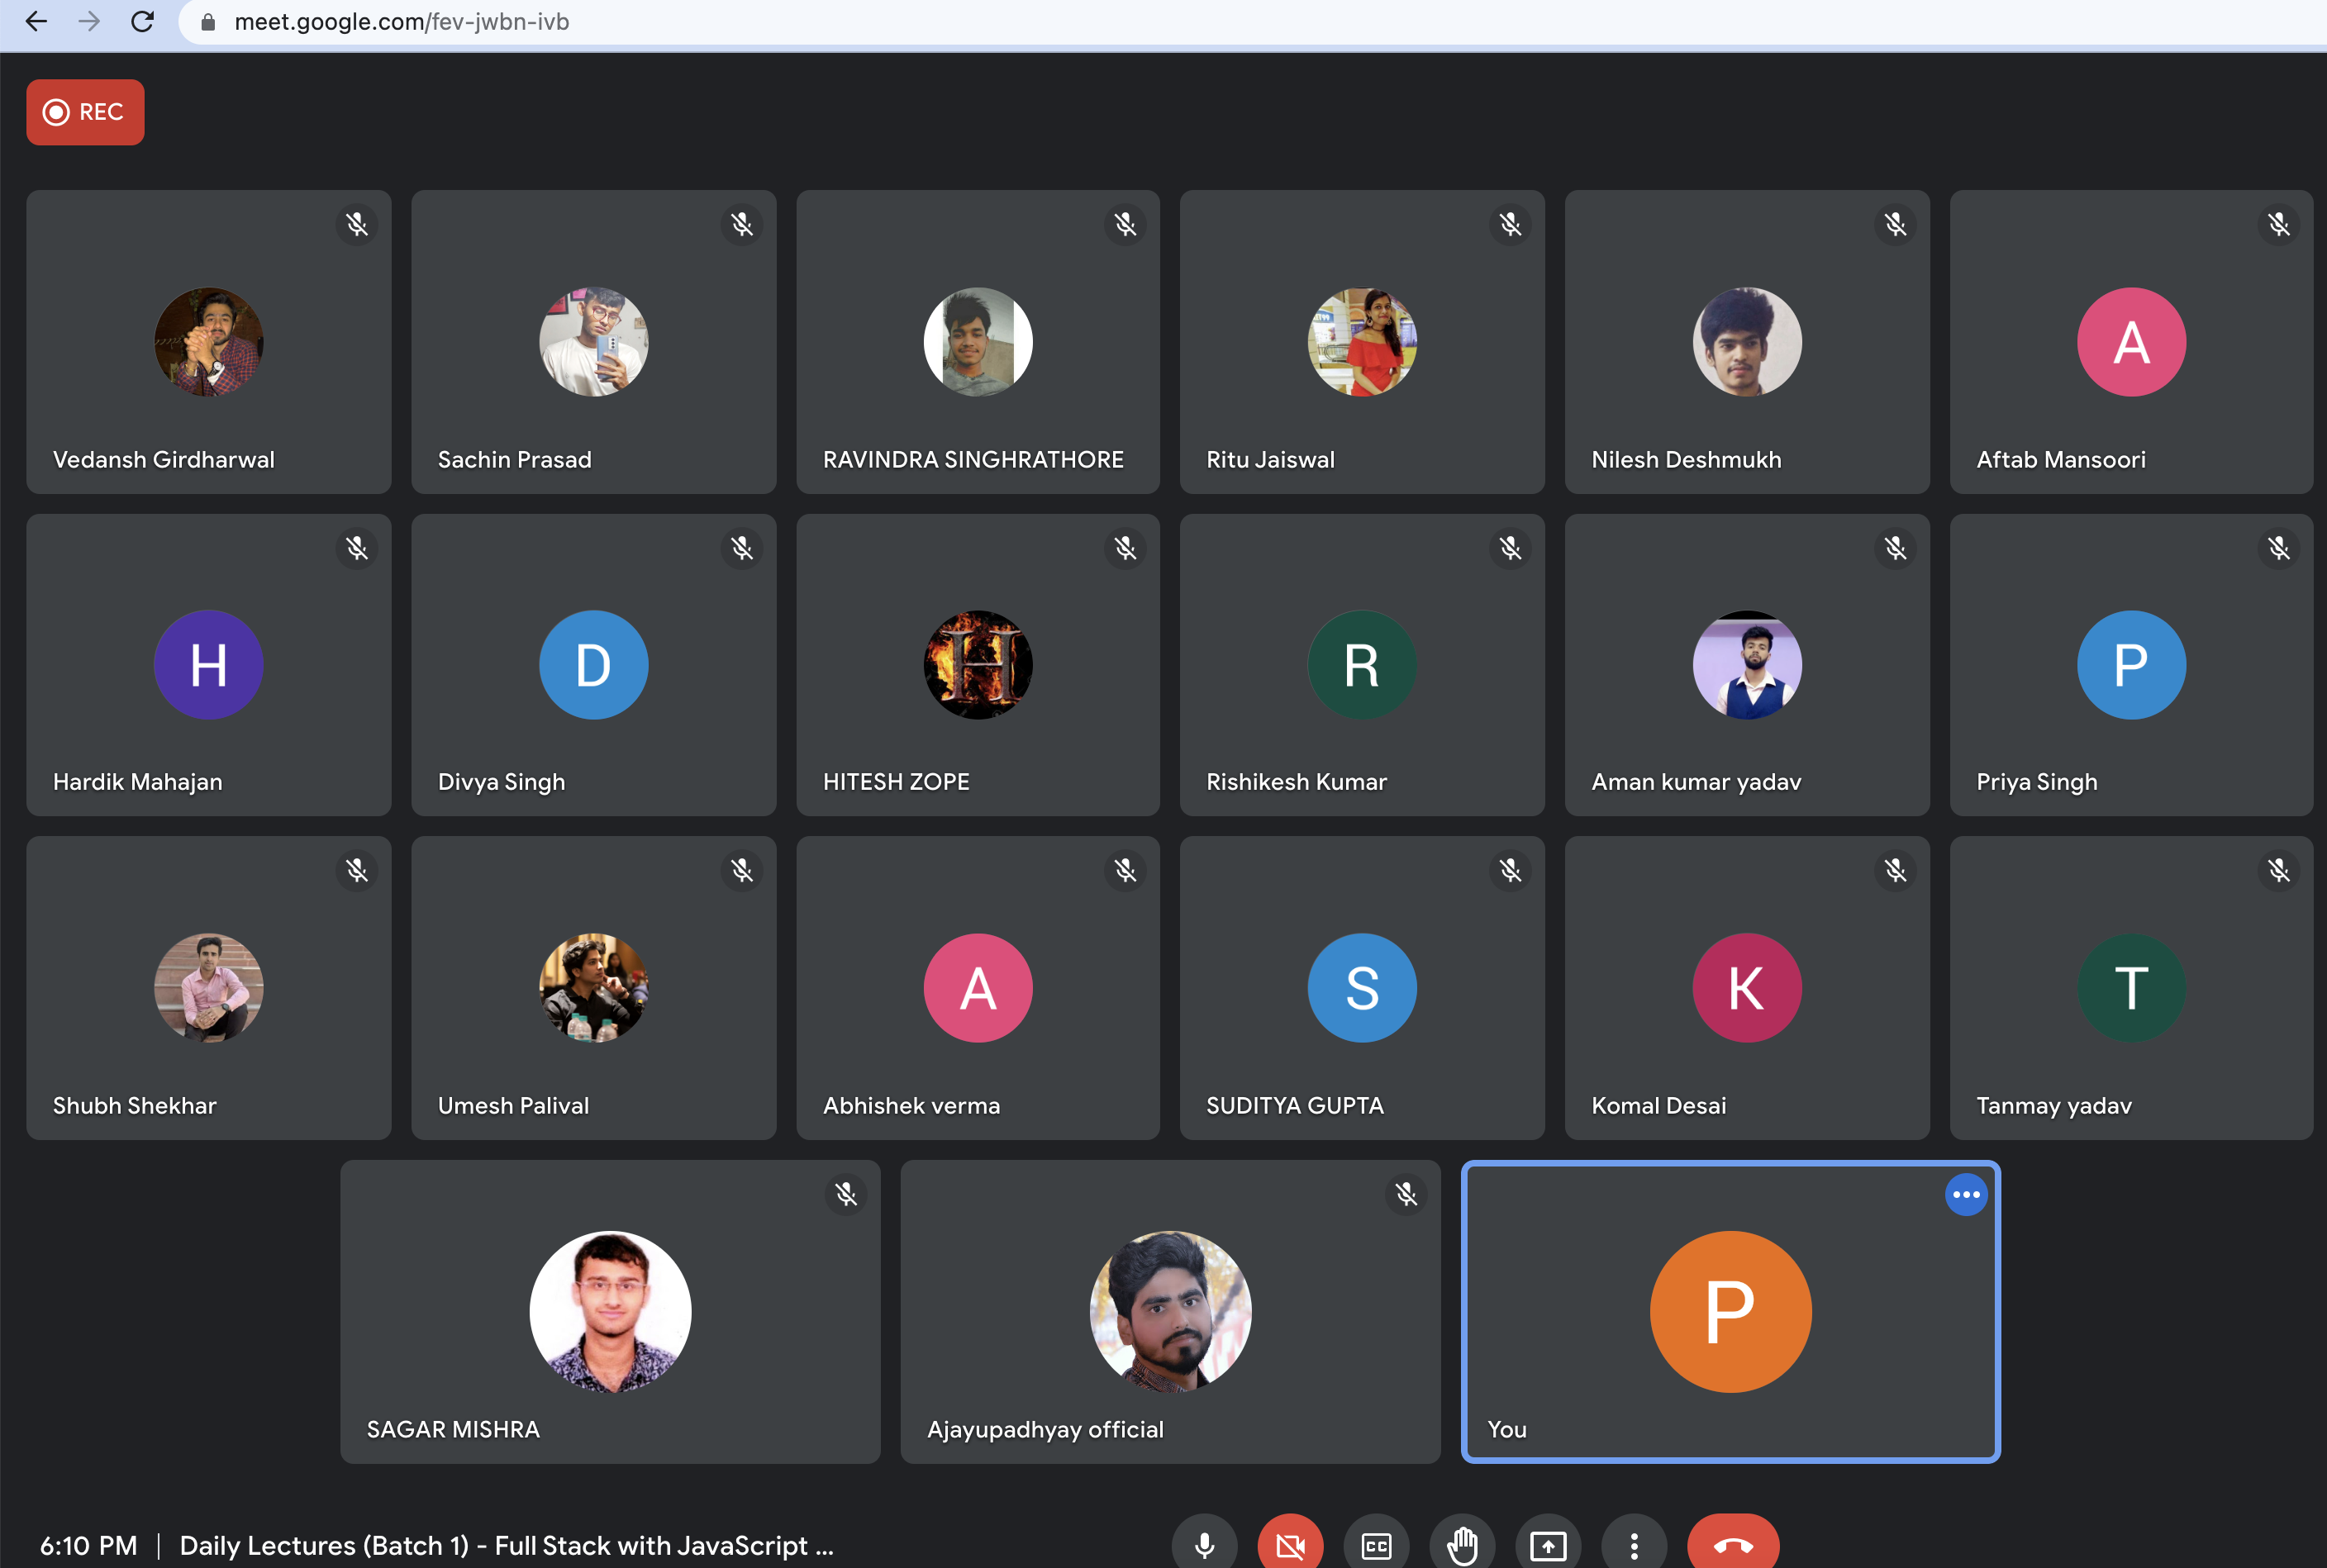 meet.google.com/fev-jwbn-ivb
REC
Vedansh Girdharwal
Sachin Prasad
RAVINDRA SINGHRATHORE
Ritu Jaiswal
Nilesh Deshmukh
A
Aftab Mansoori
H
Hardik Mahajan
D
Divya Singh
H
HITESH ZOPE
R
Rishikesh Kumar
Aman kumar yadav
P
Priya Singh
Shubh Shekhar
Umesh Palival
A
Abhishek verma
S
SUDITYA GUPTA
K
Komal Desai
T
Tanmay yadav
SAGAR MISHRA
Ajayupadhyay official
P
You
6:10 PM | Daily Lectures (Batch 1) - Full Stack with JavaScript ...
CC